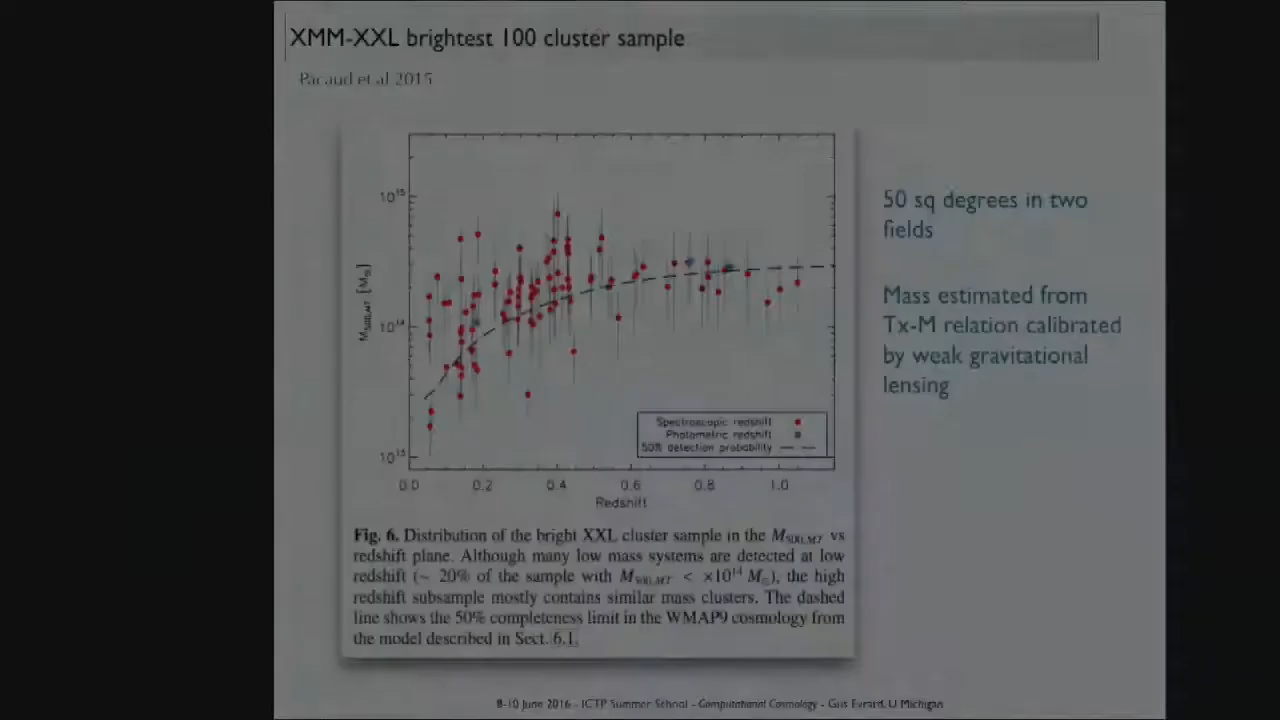 XMM-XXL brightest 100 cluster sample
Pacaud et al 2015
50 sq degrees in two
fields
Mass estimated from
Tx-M relation calibrated
by weak gravitational
lensing
10¹⁵
10¹⁴
10¹³
M500,MT [M⊙]
Spectroscopic redshift
Photometric redshift
50% detection probability
0.0 0.2 0.4 0.6 0.8 1.0
Redshift
Fig. 6. Distribution of the bright XXL cluster sample in the M500,MT vs
redshift plane. Although many low mass systems are detected at low
redshift (~ 20% of the sample with M500,MT < ×10¹⁴ M⊙), the high
redshift subsample mostly contains similar mass clusters. The dashed
line shows the 50% completeness limit in the WMAP9 cosmology from
the model described in Sect. 6.1.
8-10 June 2016 - ICTP Summer School - Computational Cosmology - Gus Evrard, U Michigan